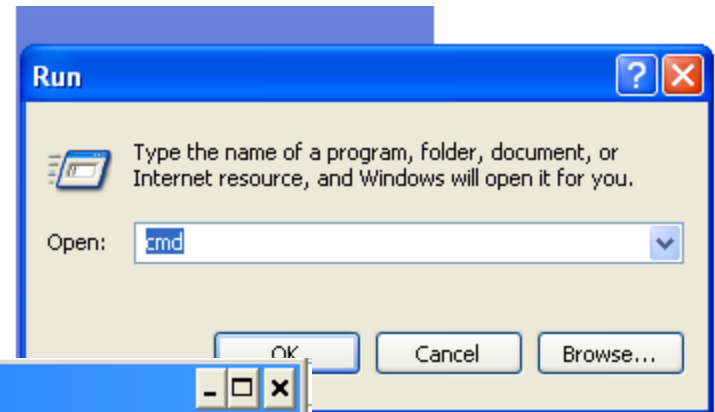 Run
Type the name of a program, folder, document, or
Internet resource, and Windows will open it for you.
Open: cmd
OK Cancel Browse...